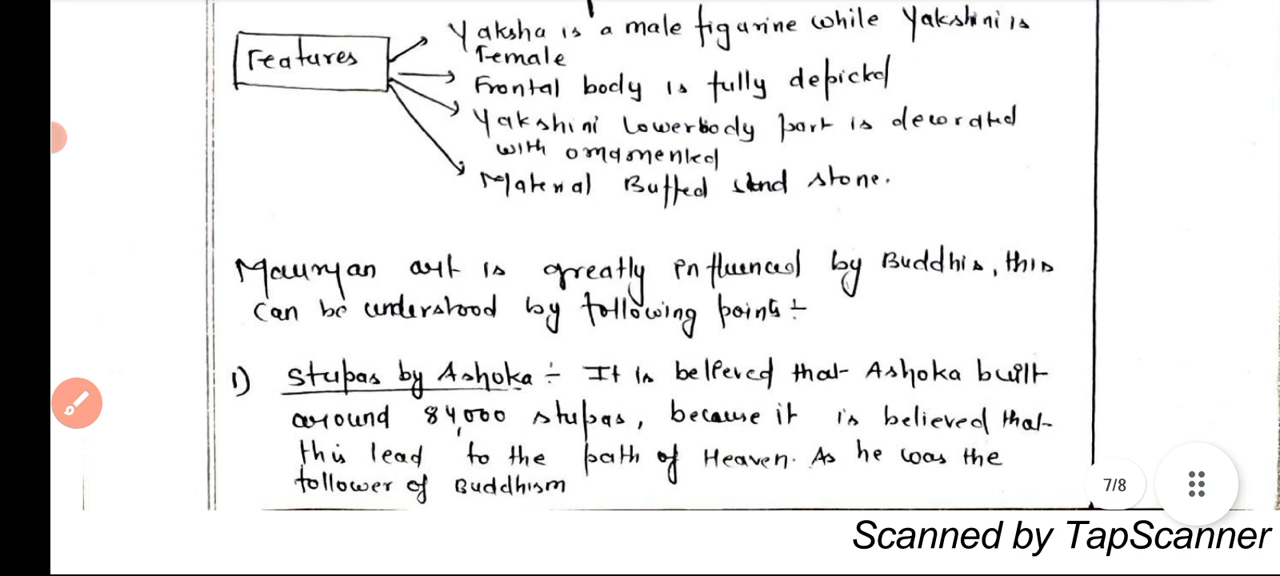 Yaksha is a male figurine while Yakshini is
Female
Features
Frontal body is fully depicted
Yakshini Lowerbody part is decorated
with ornamented
Material Buffed sand stone.
Mauryan art is greatly influenced by Buddhis, this
can be understood by following points ÷
1) Stupas by Ashoka ÷ It is believed that Ashoka built
around 84,000 stupas, because it is believed that
this lead to the path of Heaven. As he was the
follower of Buddhism
7/8
Scanned by TapScanner